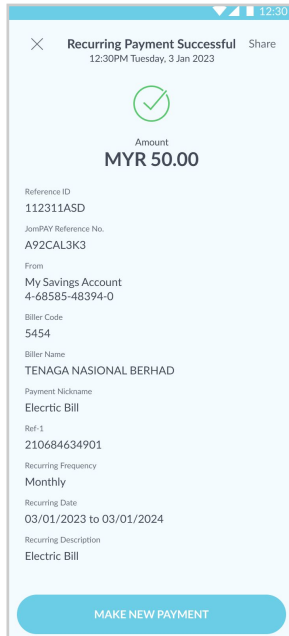 12:30
Recurring Payment Successful
Share
12:30PM Tuesday, 3 Jan 2023
Amount
MYR 50.00
Reference ID
112311ASD
JomPAY Reference No.
A92CAL3K3
From
My Savings Account
4-68585-48394-0
Biller Code
5454
Biller Name
TENAGA NASIONAL BERHAD
Payment Nickname
Elecrtic Bill
Ref-1
210684634901
Recurring Frequency
Monthly
Recurring Date
03/01/2023 to 03/01/2024
Recurring Description
Electric Bill
MAKE NEW PAYMENT